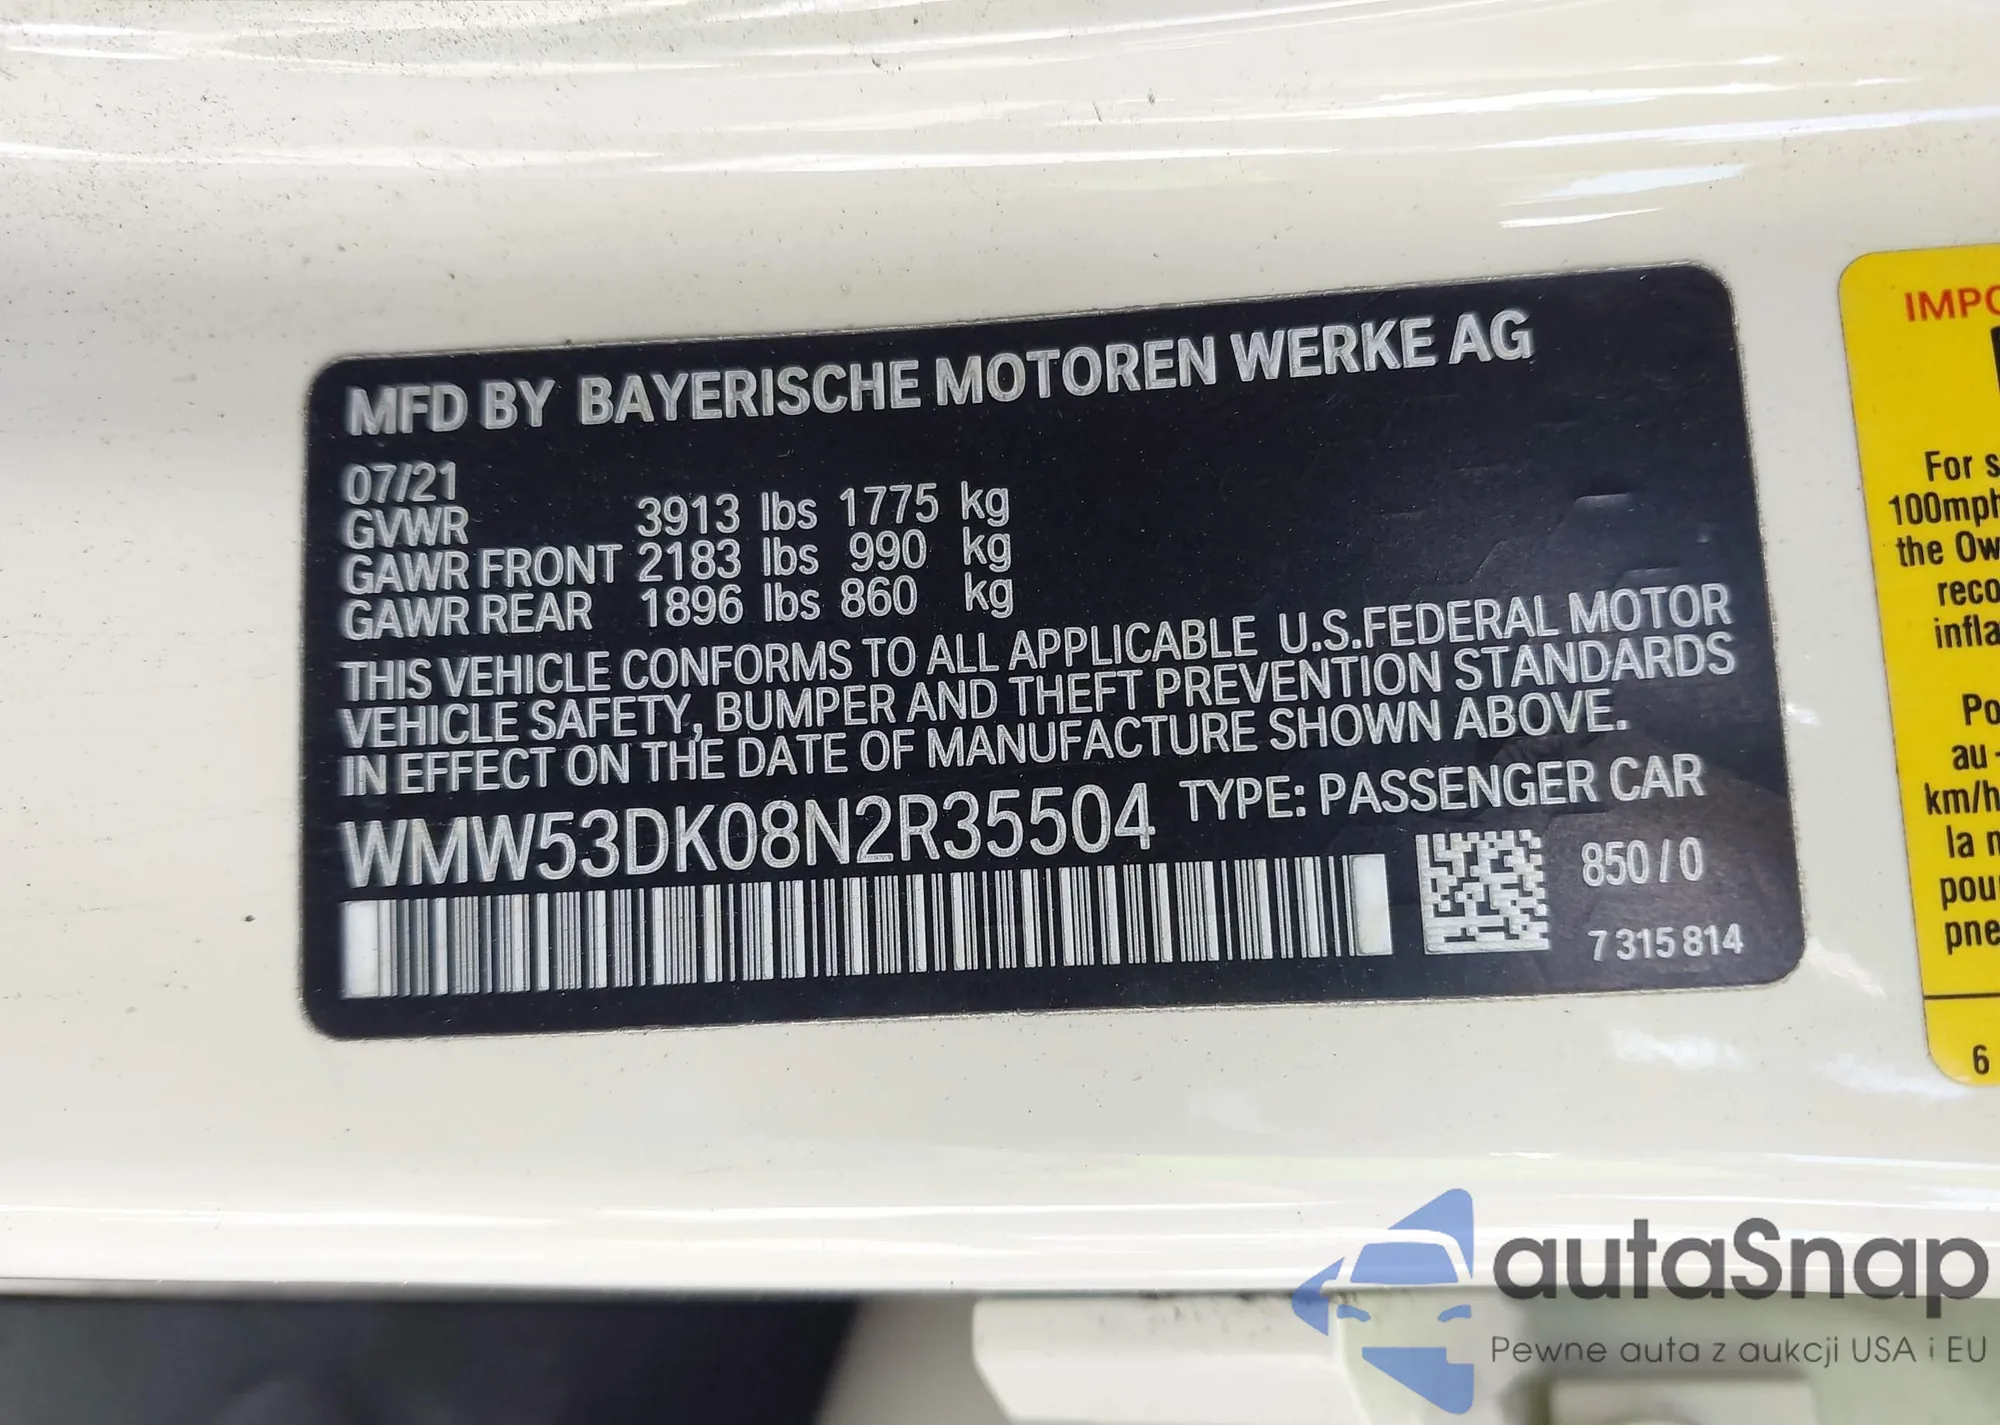 MFD BY BAYERISCHE MOTOREN WERKE AG
07/21
GVWR 3913 lbs 1775 kg
GAWR FRONT 2183 lbs 990 kg
GAWR REAR 1896 lbs 860 kg
THIS VEHICLE CONFORMS TO ALL APPLICABLE U.S.FEDERAL MOTOR
VEHICLE SAFETY, BUMPER AND THEFT PREVENTION STANDARDS
IN EFFECT ON THE DATE OF MANUFACTURE SHOWN ABOVE.
WMW53DK08N2R35504 TYPE: PASSENGER CAR
850/0
7 315 814
IMPO
For s
100mph
the Ow
reco
infla
Po
au-
km/h
la
pou
pne
6
autaSnap
Pewne auta z aukcji USA i EU